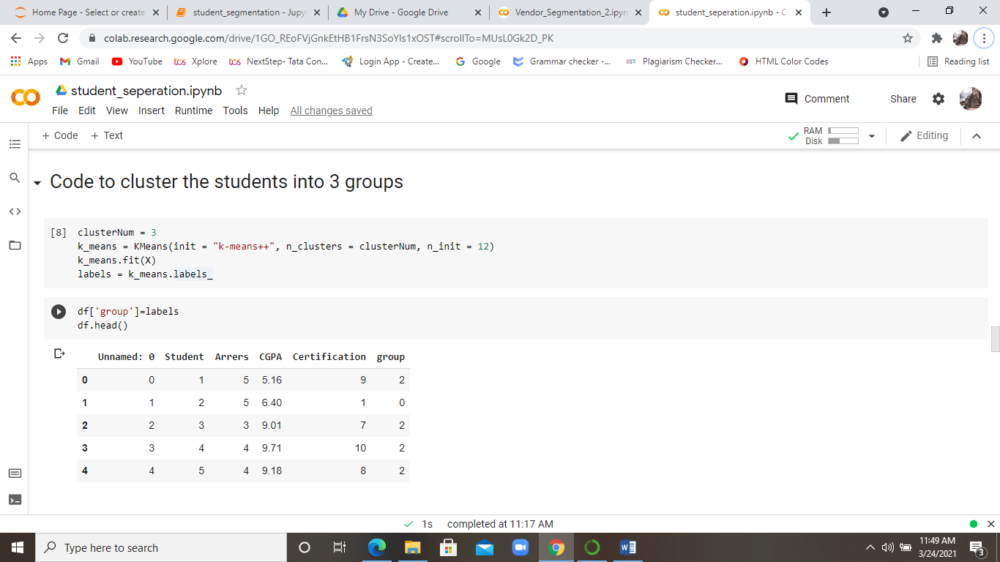 Home Page - Select or create
student_segmentation - Jupy
My Drive - Google Drive
Vendor_Segmentation_2.ipyn
student_seperation.ipynb - C
colab.research.google.com/drive/1GO_REoFVjGnkEtHB1FrsN3SoYls1xOST#scrollTo=MUsL0Gk2D_PK
Apps Gmail YouTube tcs Xplore tcs NextStep- Tata Con... Login App - Create... Google Grammar checker -... SST Plagiarism Checker... HTML Color Codes Reading list
CO student_seperation.ipynb
Comment Share
File Edit View Insert Runtime Tools Help All changes saved
+ Code + Text
RAM
Disk
Editing
Code to cluster the students into 3 groups
[8] clusterNum = 3
k_means = KMeans(init = "k-means++", n_clusters = clusterNum, n_init = 12)
k_means.fit(X)
labels = k_means.labels_
df['group']=labels
df.head()
Unnamed: 0 Student Arrers CGPA Certification group
0 0 1 5 5.16 9 2
1 1 2 5 6.40 1 0
2 2 3 3 9.01 7 2
3 3 4 4 9.71 10 2
4 4 5 4 9.18 8 2
1s completed at 11:17 AM
Type here to search
11:49 AM
3/24/2021
3